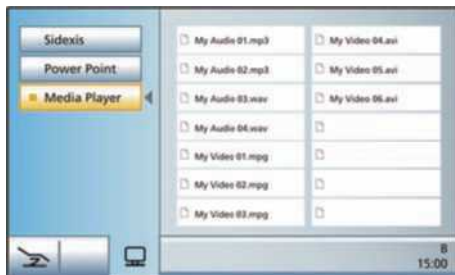 Sidexis
Power Point
Media Player
My Audio 01.mp3
My Audio 02.mp3
My Audio 03.wav
My Audio 04.wav
My Video 01.mpg
My Video 02.mpg
My Video 03.mpg
My Video 04.avi
My Video 05.avi
My Video 06.avi
B
15:00